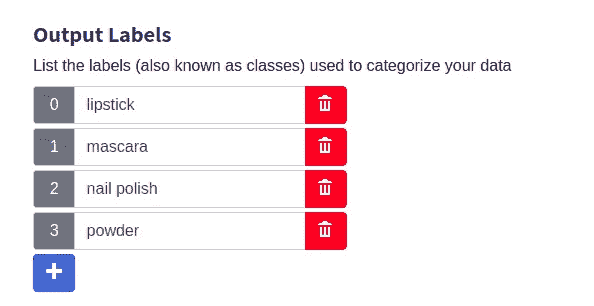 Output Labels
List the labels (also known as classes) used to categorize your data
0 lipstick
1 mascara
2 nail polish
3 powder
+